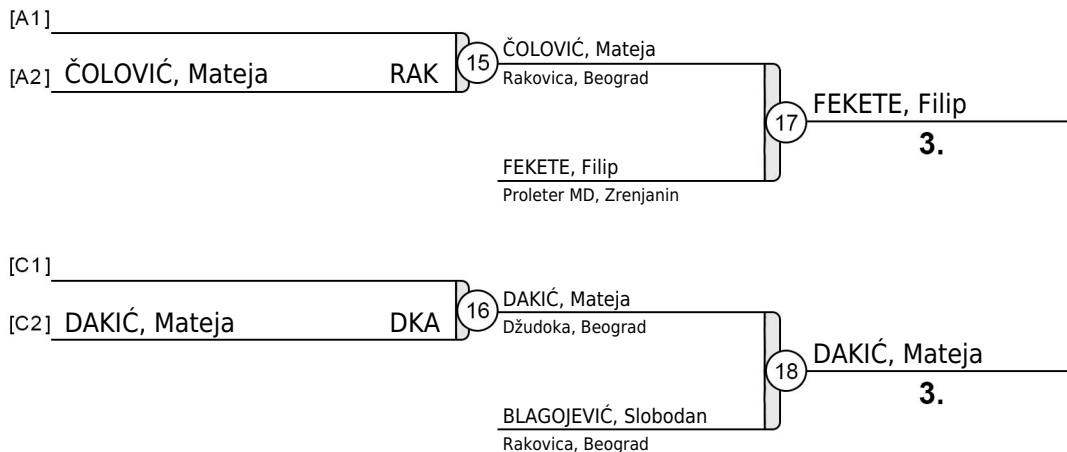 [A1]
[A2] ČOLOVIĆ, Mateja RAK
15
ČOLOVIĆ, Mateja
Rakovica, Beograd
17
FEKETE, Filip
3.
FEKETE, Filip
Proleter MD, Zrenjanin
[C1]
[C2] DAKIĆ, Mateja DKA
16
DAKIĆ, Mateja
Džudoka, Beograd
18
DAKIĆ, Mateja
3.
BLAGOJEVIĆ, Slobodan
Rakovica, Beograd